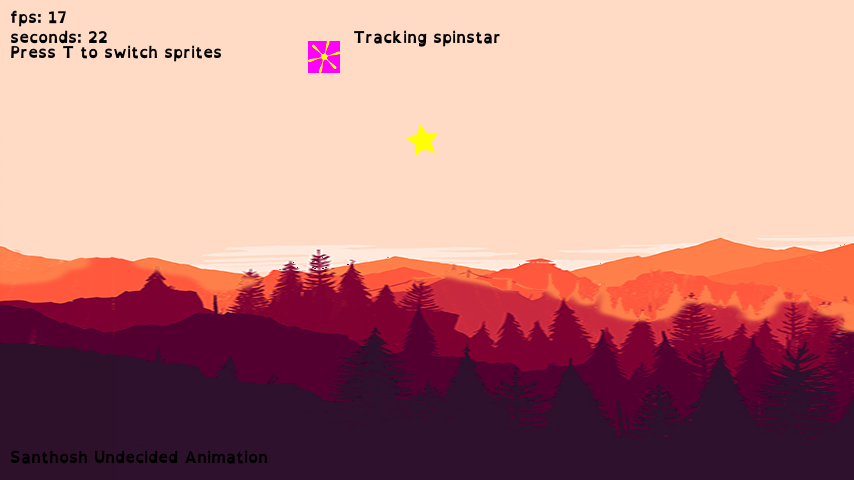 fps: 17
seconds: 22
Press T to switch sprites
Tracking spinstar
Santhosh Undecided Animation